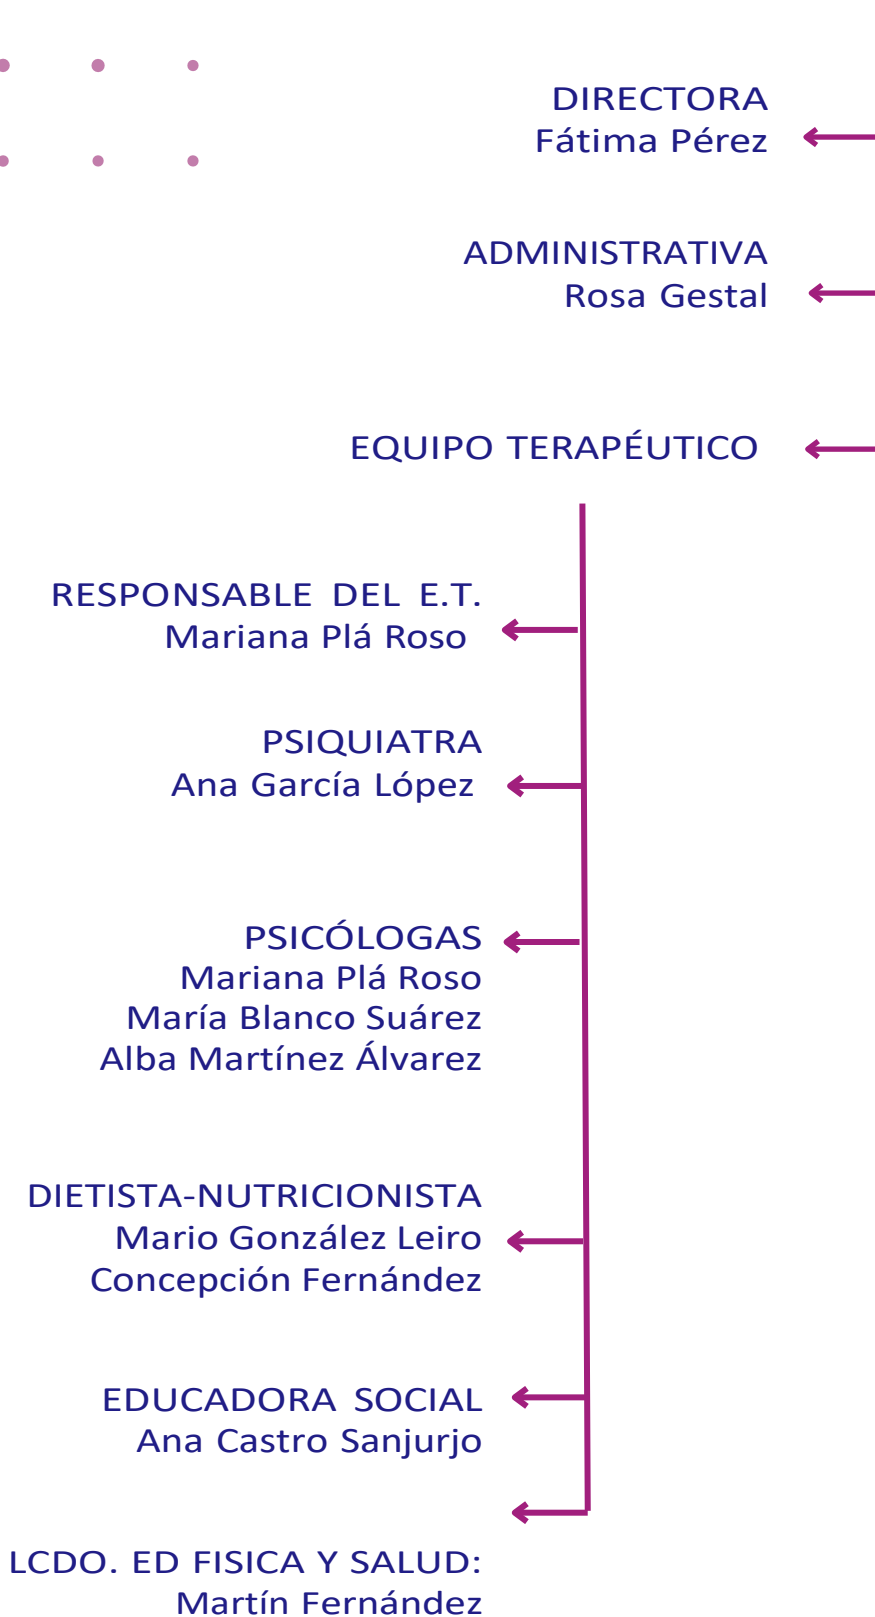 DIRECTORA
Fátima Pérez
ADMINISTRATIVA
Rosa Gestal
EQUIPO TERAPÉUTICO
RESPONSABLE DEL E.T.
Mariana Plá Roso
PSIQUIATRA
Ana García López
PSICÓLOGAS
Mariana Plá Roso
María Blanco Suárez
Alba Martínez Álvarez
DIETISTA-NUTRICIONISTA
Mario González Leiro
Concepción Fernández
EDUCADORA SOCIAL
Ana Castro Sanjurjo
LCDO. ED FISICA Y SALUD:
Martín Fernández